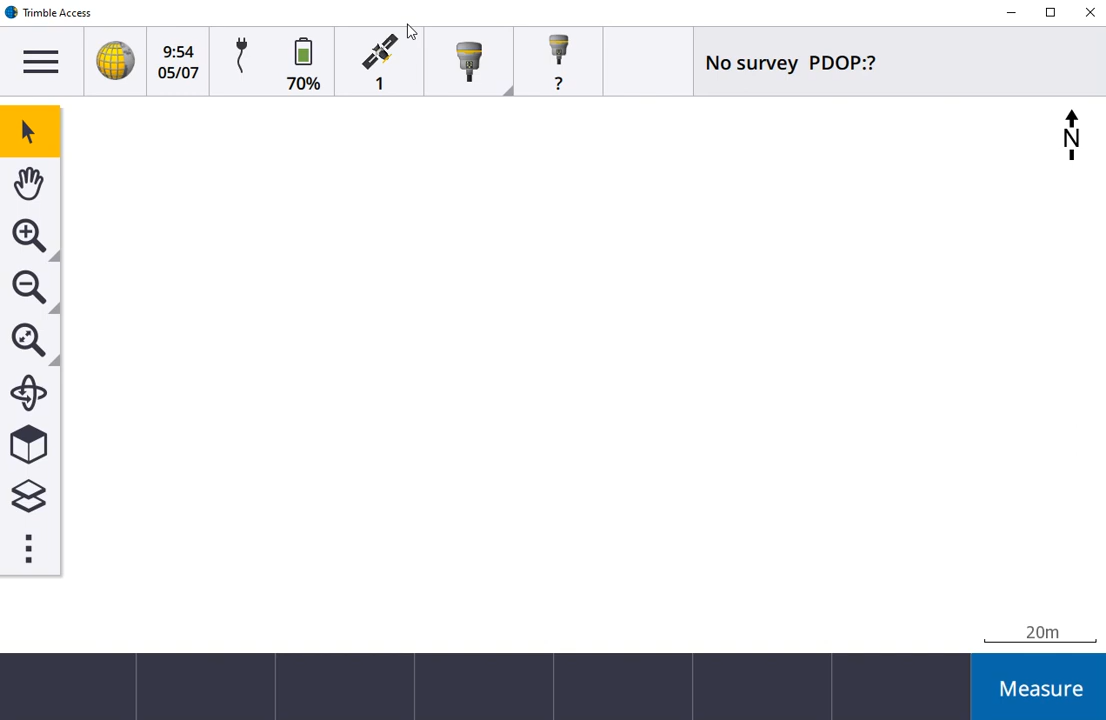 Trimble Access
9:54
05/07
70%
1
?
No survey PDOP:?
N
20m
Measure